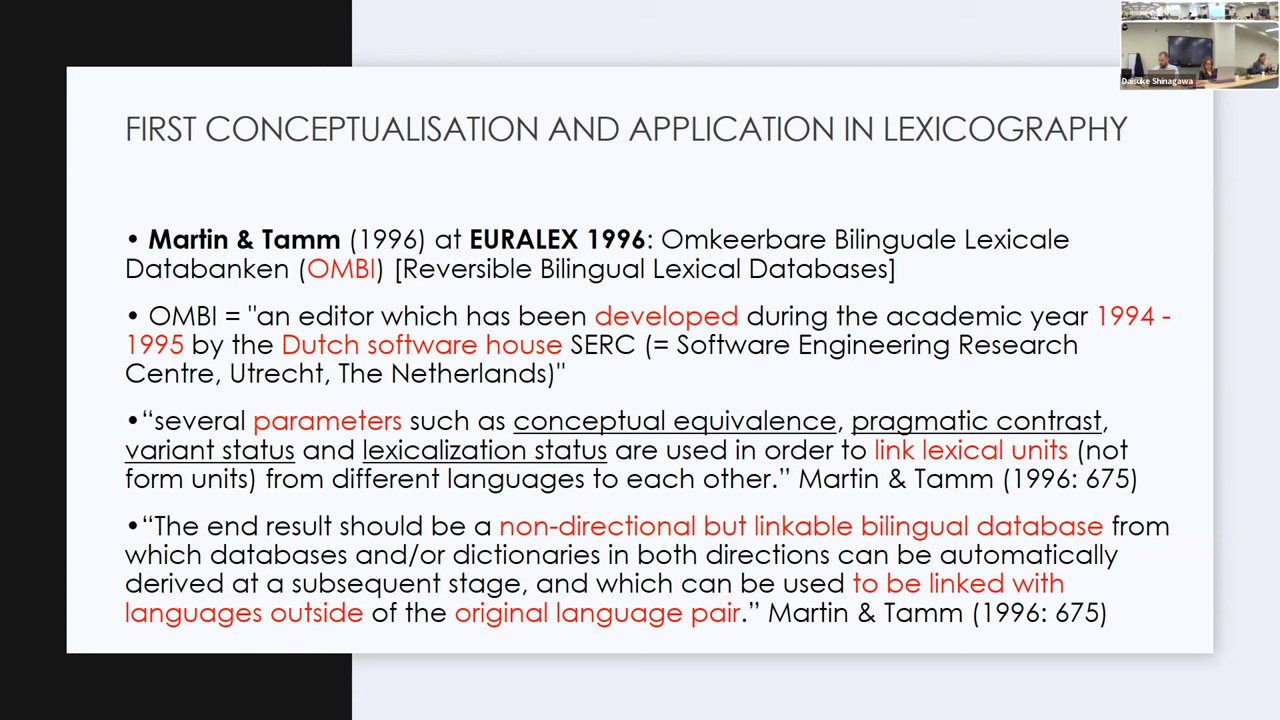 Daisuke Shinagawa
FIRST CONCEPTUALISATION AND APPLICATION IN LEXICOGRAPHY
• Martin & Tamm (1996) at EURALEX 1996: Omkeerbare Bilinguale Lexicale
Databanken (OMBI) [Reversible Bilingual Lexical Databases]
• OMBI = "an editor which has been developed during the academic year 1994 -
1995 by the Dutch software house SERC (= Software Engineering Research
Centre, Utrecht, The Netherlands)"
•“several parameters such as conceptual equivalence, pragmatic contrast,
variant status and lexicalization status are used in order to link lexical units (not
form units) from different languages to each other.” Martin & Tamm (1996: 675)
•“The end result should be a non-directional but linkable bilingual database from
which databases and/or dictionaries in both directions can be automatically
derived at a subsequent stage, and which can be used to be linked with
languages outside of the original language pair.” Martin & Tamm (1996: 675)